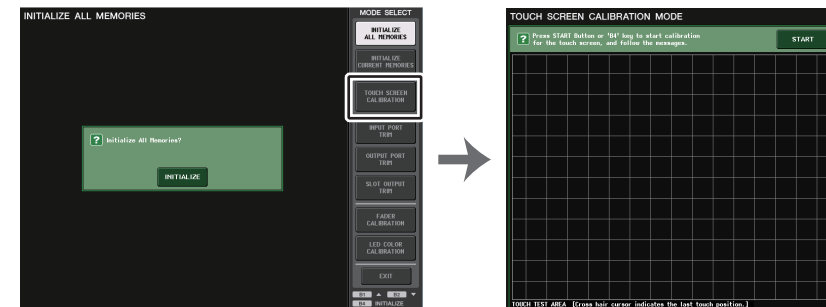 INITIALIZE ALL MEMORIES
? Initialize All Memories?
INITIALIZE
MODE SELECT
INITIALIZE
ALL MEMORIES
INITIALIZE
CURRENT MEMORIES
TOUCH SCREEN
CALIBRATION
INPUT PORT
TRIM
OUTPUT PORT
TRIM
SLOT OUTPUT
TRIM
FADER
CALIBRATION
LED COLOR
CALIBRATION
EXIT
B1 ▲ B2 ▼
B4 INITIALIZE
TOUCH SCREEN CALIBRATION MODE
? Press START Button or 'B4' key to start calibration
for the touch screen, and follow the messages.
START
TOUCH TEST AREA [Cross hair cursor indicates the last touch position.]